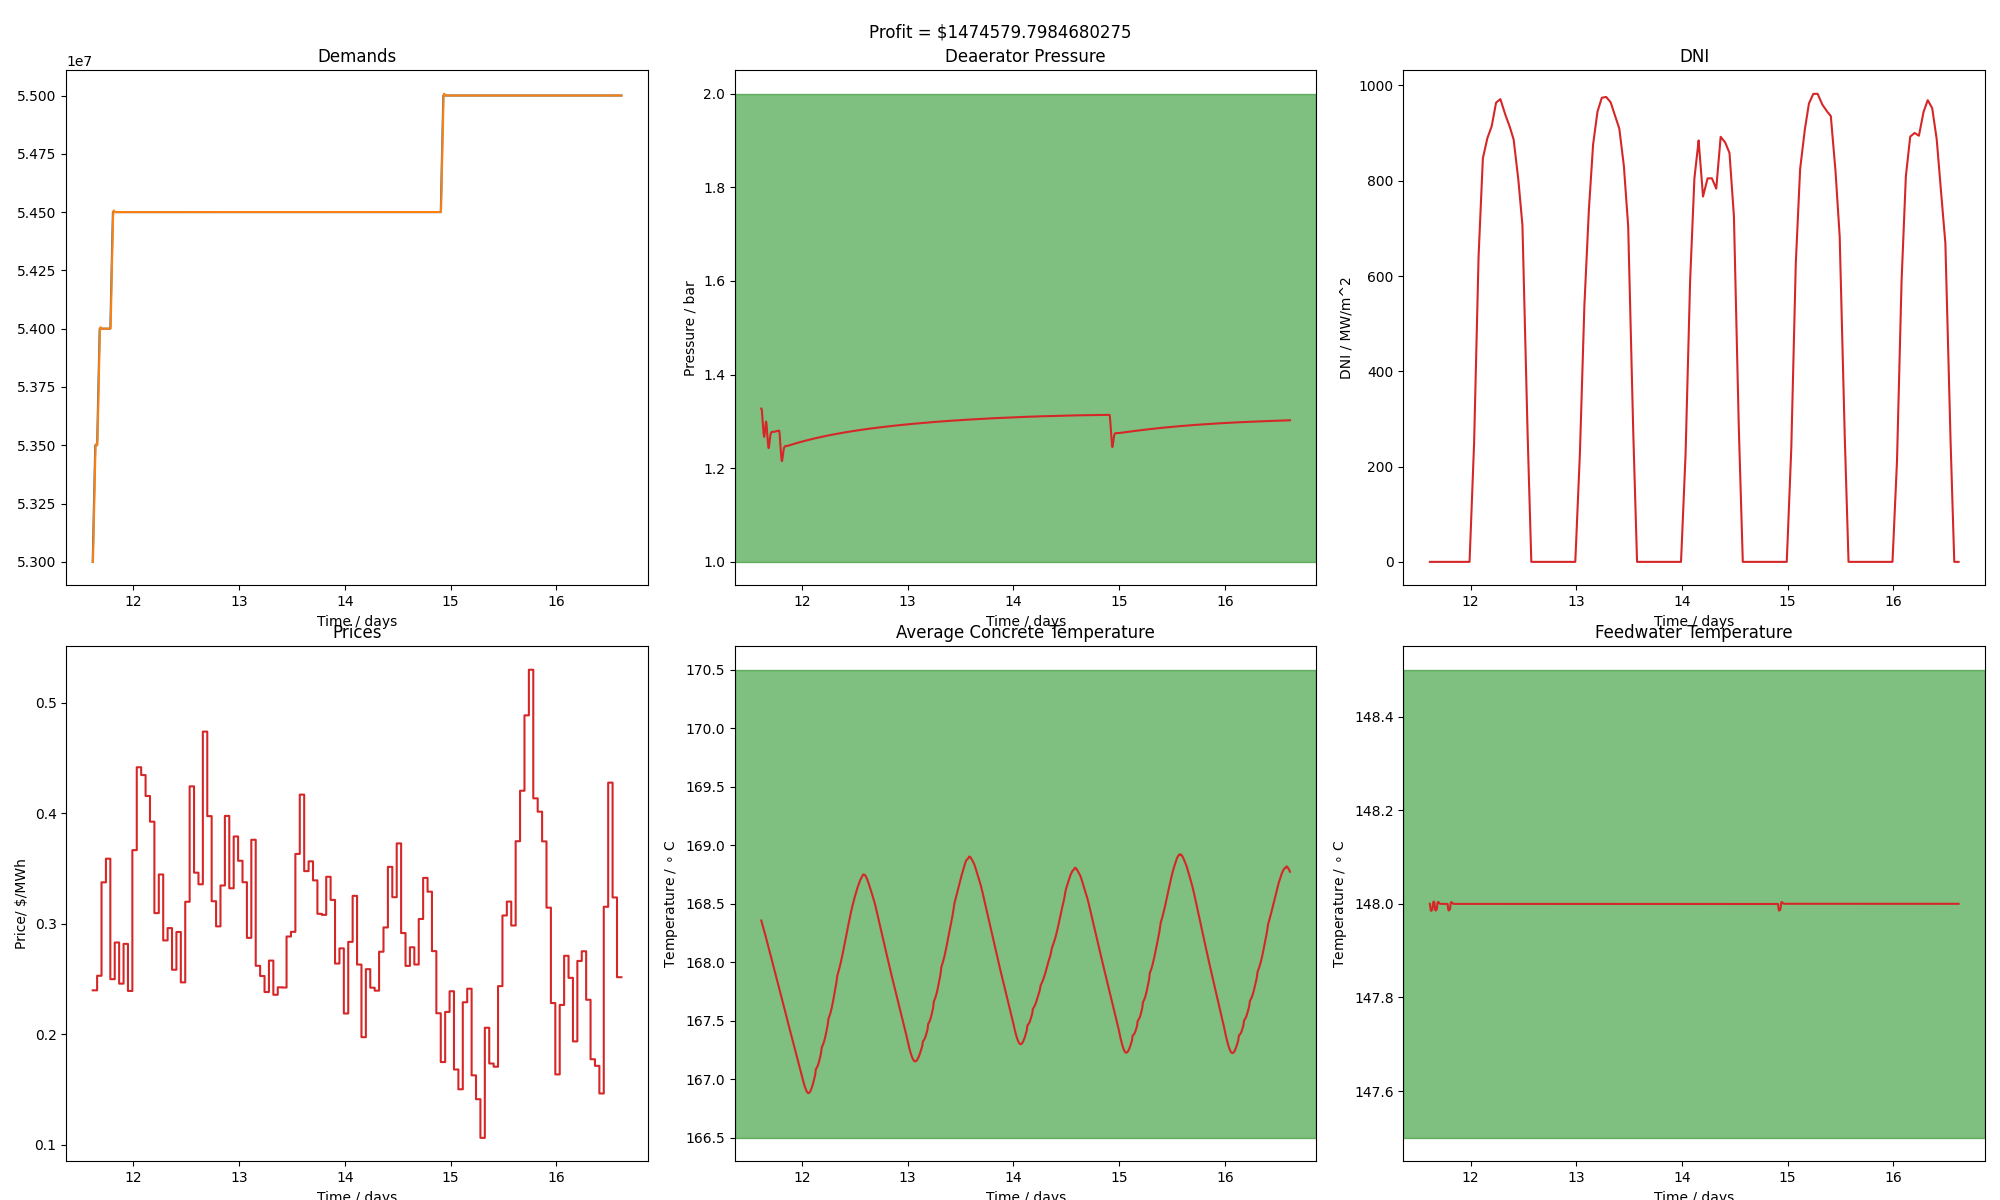 Profit = $1474579.7984680275
Demands
1e7
5.500
5.475
5.450
5.425
5.400
5.375
5.350
5.325
5.300
12 13 14 15 16
Time / days
Deaerator Pressure
Pressure / bar
2.0
1.8
1.6
1.4
1.2
1.0
12 13 14 15 16
Time / days
DNI
DNI / MW/m^2
1000
800
600
400
200
0
12 13 14 15 16
Time / days
Prices
Price/ $/MWh
0.5
0.4
0.3
0.2
0.1
12 13 14 15 16
Time / days
Average Concrete Temperature
Temperature / ∘ C
170.5
170.0
169.5
169.0
168.5
168.0
167.5
167.0
166.5
12 13 14 15 16
Time / days
Feedwater Temperature
Temperature / ∘ C
148.4
148.2
148.0
147.8
147.6
12 13 14 15 16
Time / days